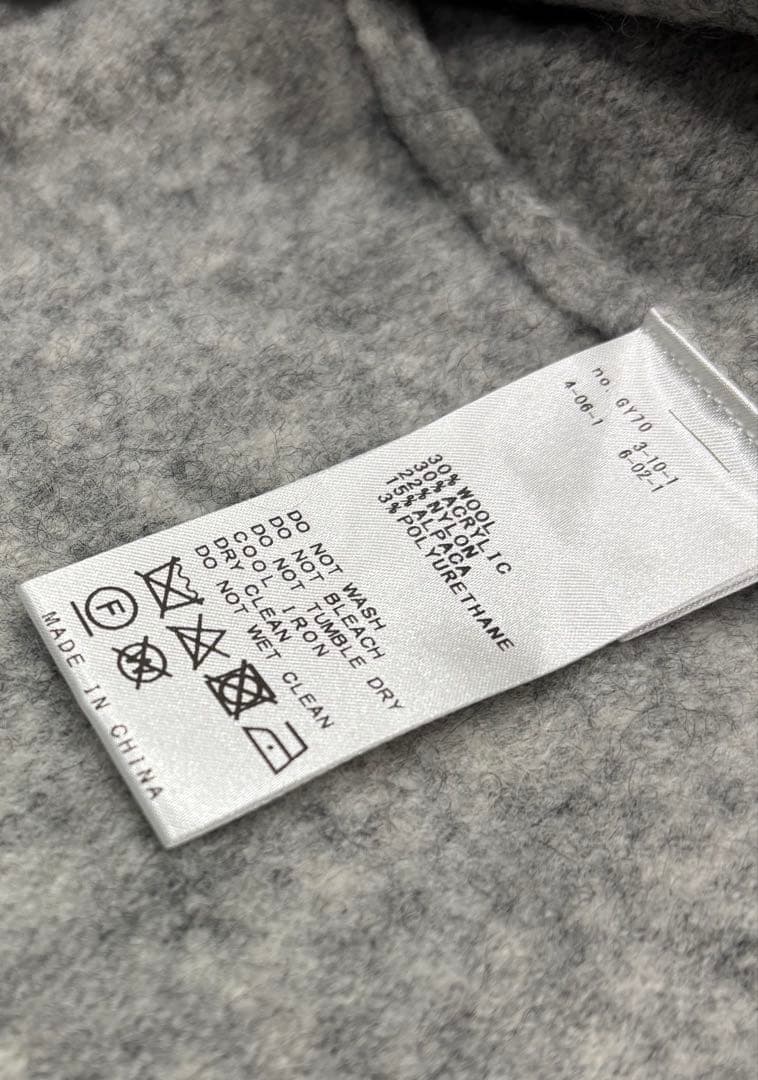 no. GY70 3-10-1
4-06-1 6-02-1
30% WOOL
30% ACRYLIC
22% NYLON
15% ALPACA
3% POLYURETHANE
DO NOT WASH
DO NOT BLEACH
DO NOT TUMBLE DRY
COOL IRON
DRY CLEAN
DO NOT WET CLEAN
F
W
MADE IN CHINA